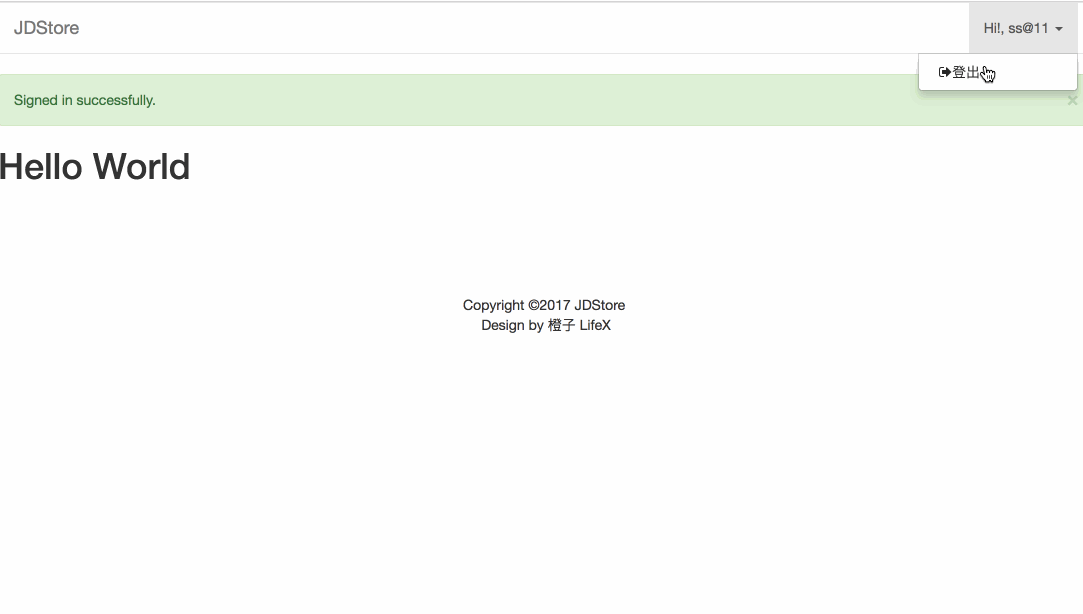 JDStore
Hi!, ss@11
登出
Signed in successfully.
×
Hello World
Copyright ©2017 JDStore
Design by 橙子 LifeX